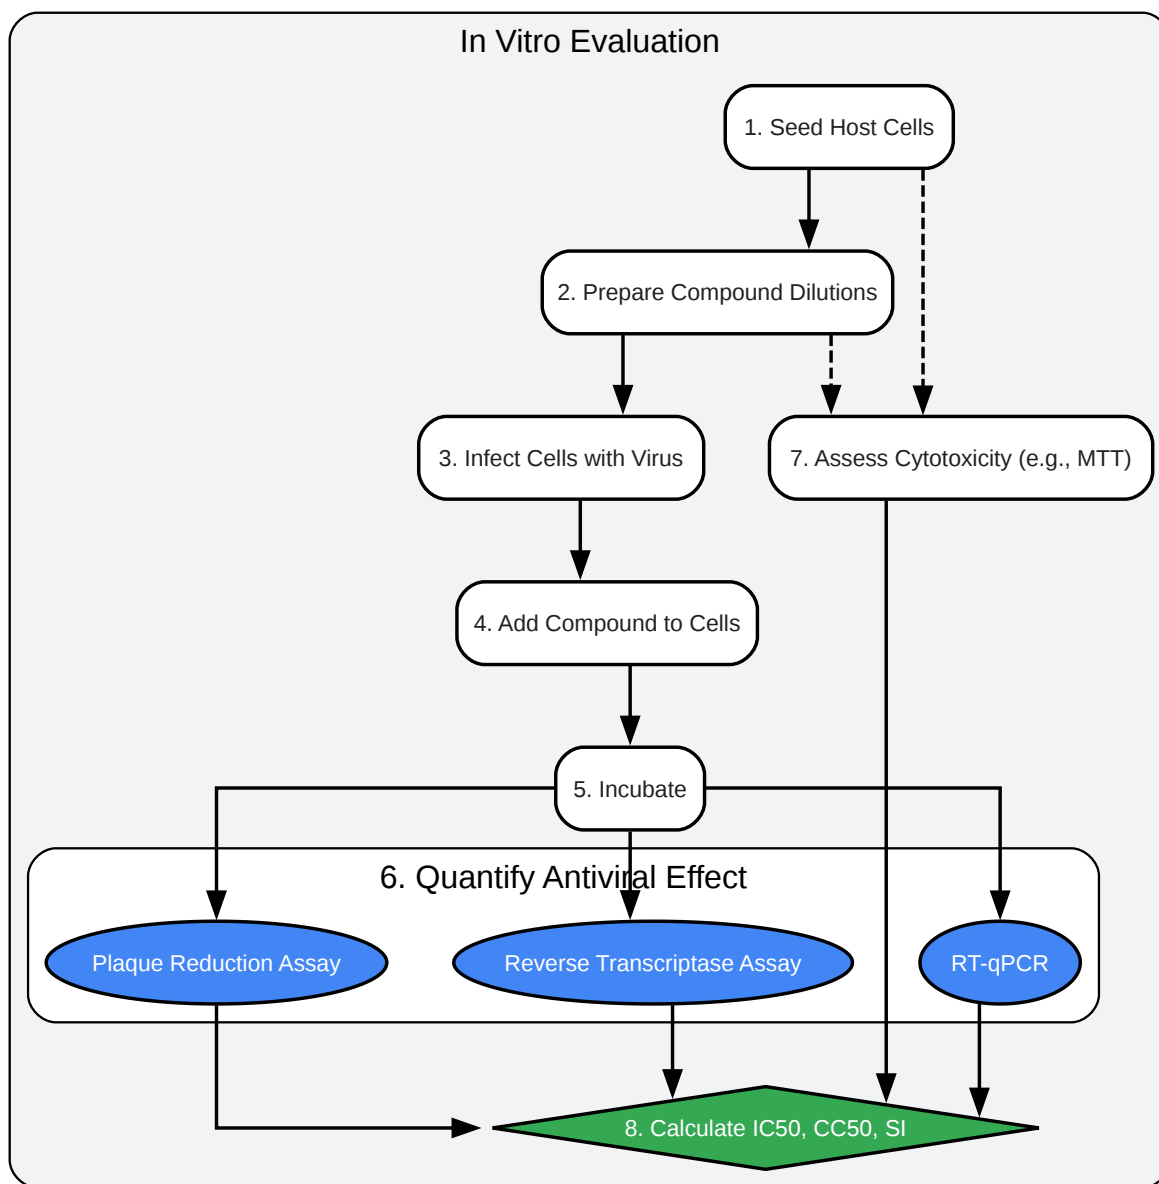 In Vitro Evaluation
1. Seed Host Cells
2. Prepare Compound Dilutions
3. Infect Cells with Virus
7. Assess Cytotoxicity (e.g., MTT)
4. Add Compound to Cells
5. Incubate
6. Quantify Antiviral Effect
Plaque Reduction Assay
Reverse Transcriptase Assay
RT-qPCR
8. Calculate IC50, CC50, SI